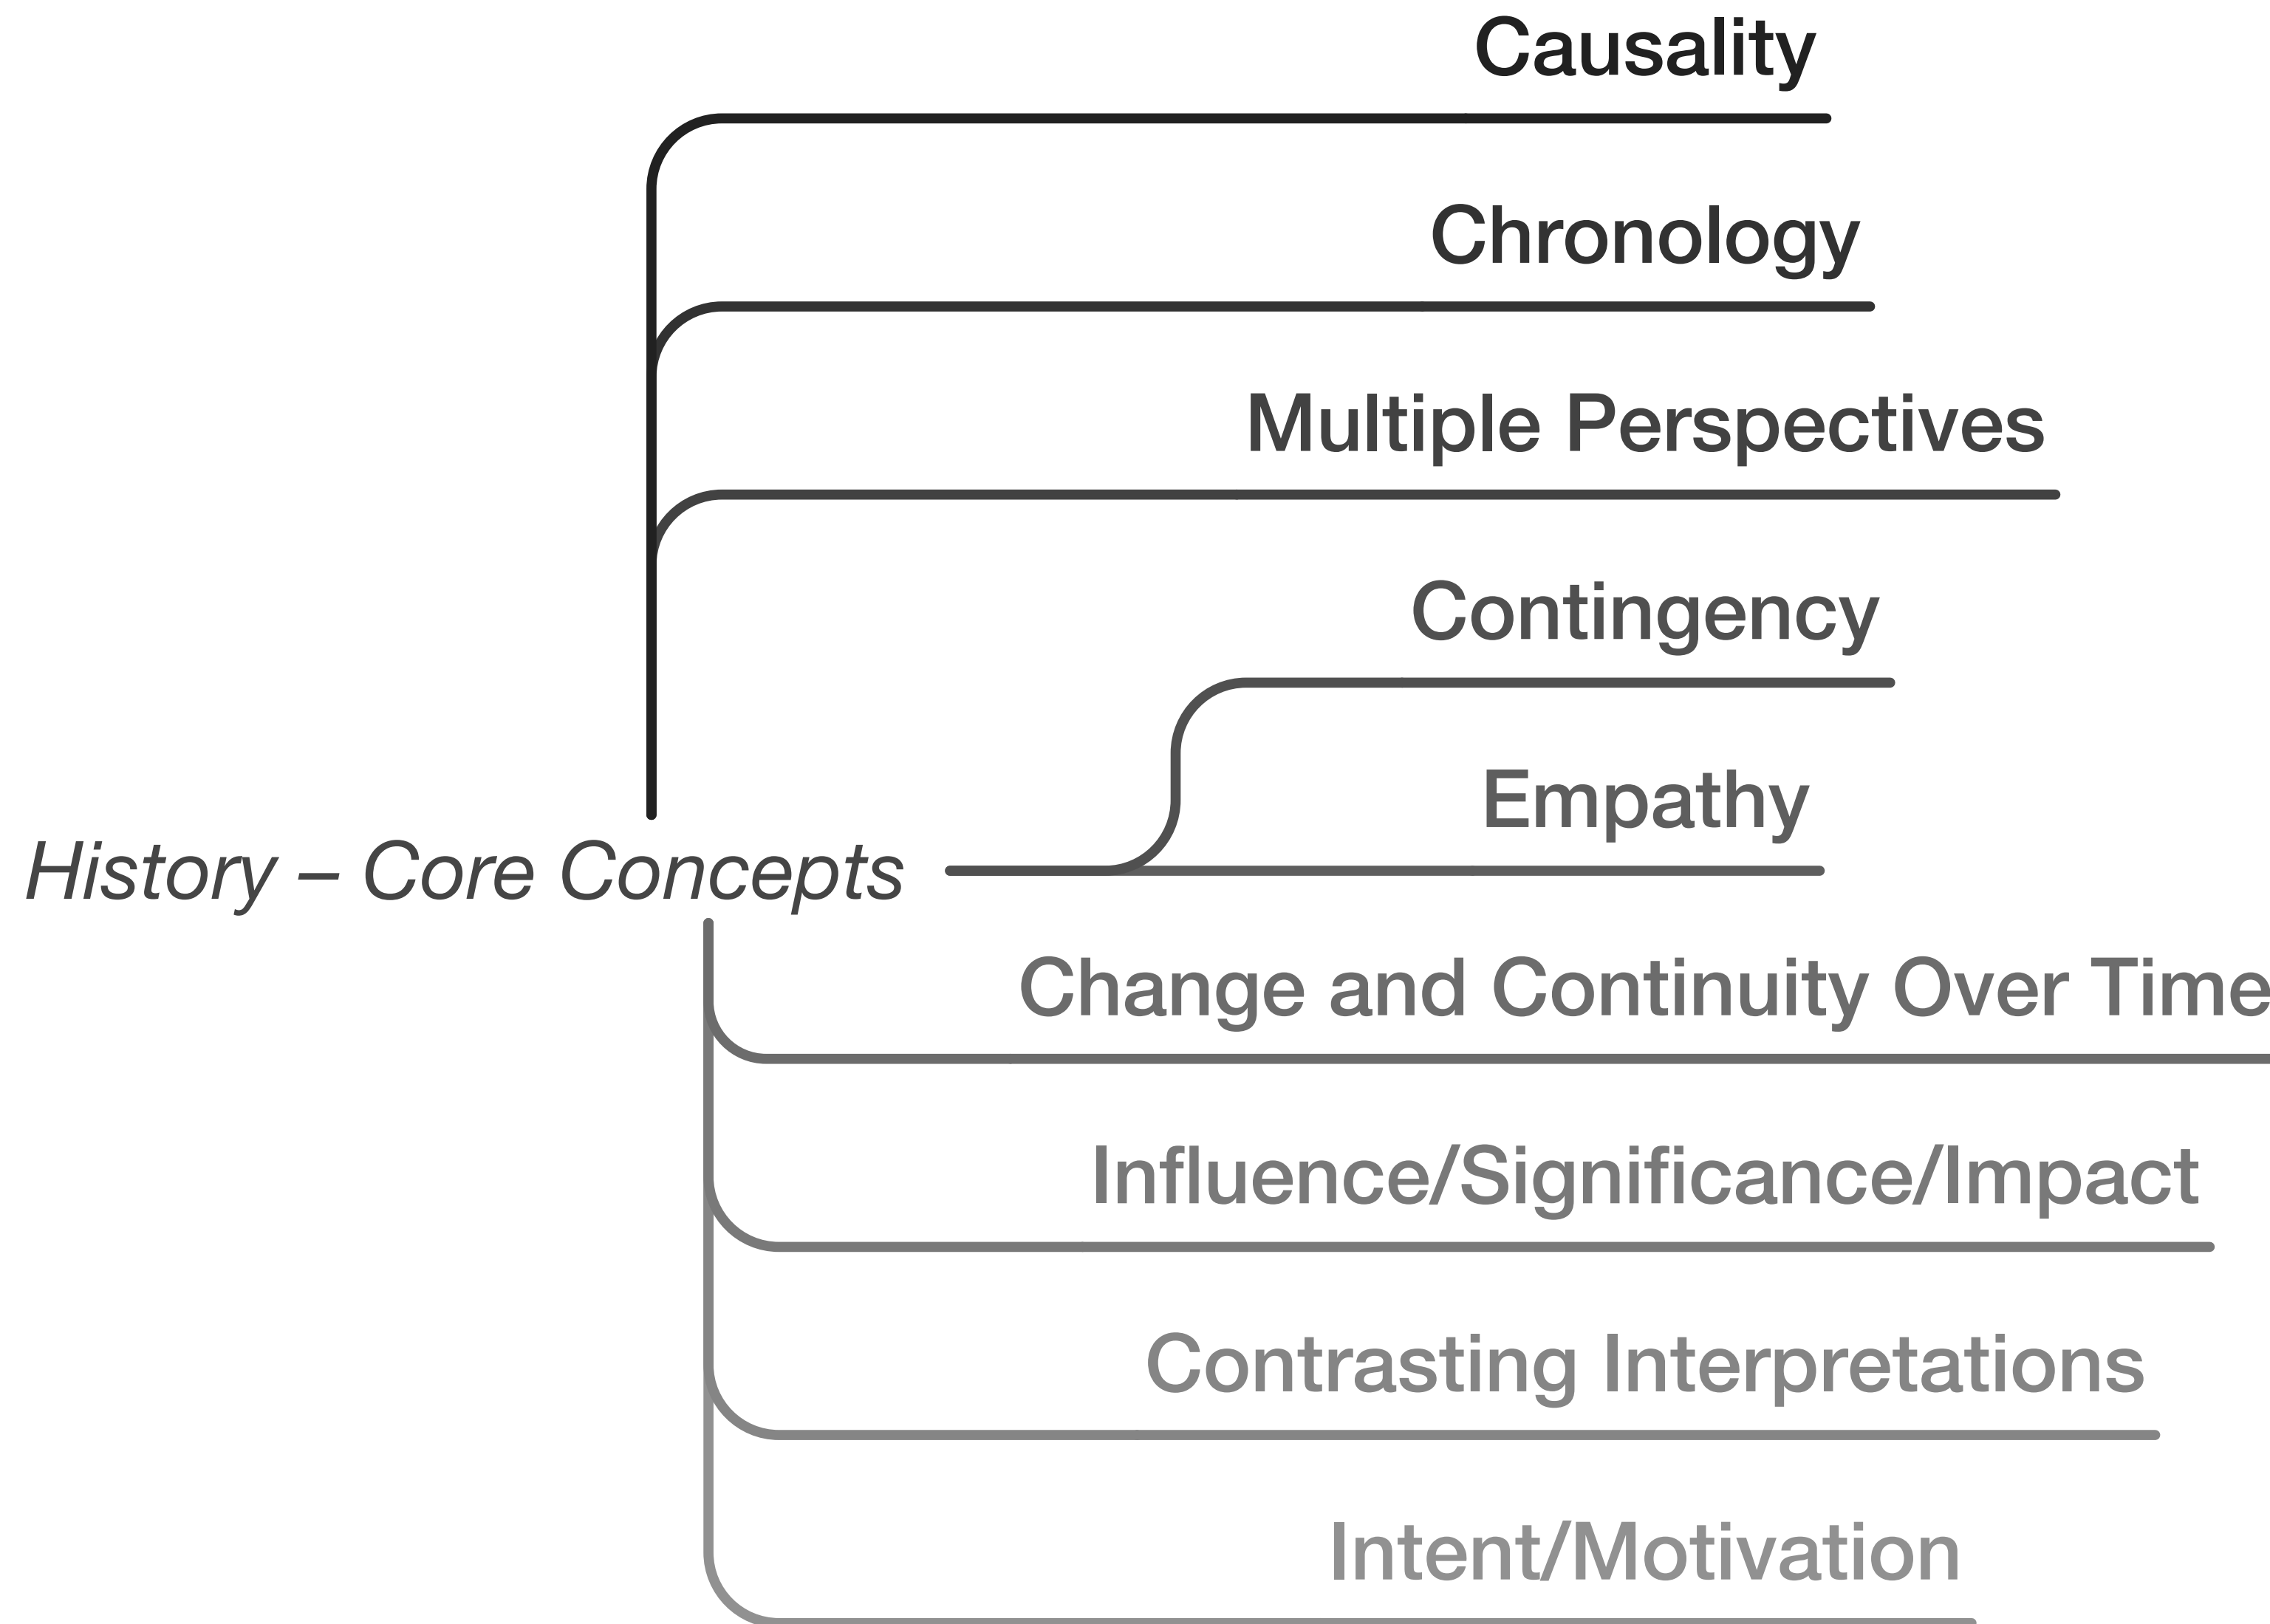 Causality
Chronology
Multiple Perspectives
Contingency
Empathy
History – Core Concepts
Change and Continuity Over Time
Influence/Significance/Impact
Contrasting Interpretations
Intent/Motivation